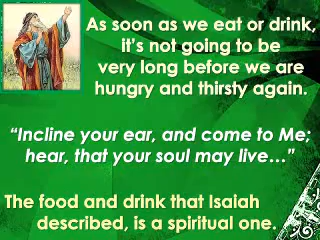 As soon as we eat or drink,
it's not going to be
very long before we are
hungry and thirsty again.
“Incline your ear, and come to Me;
hear, that your soul may live…”
The food and drink that Isaiah
described, is a spiritual one.